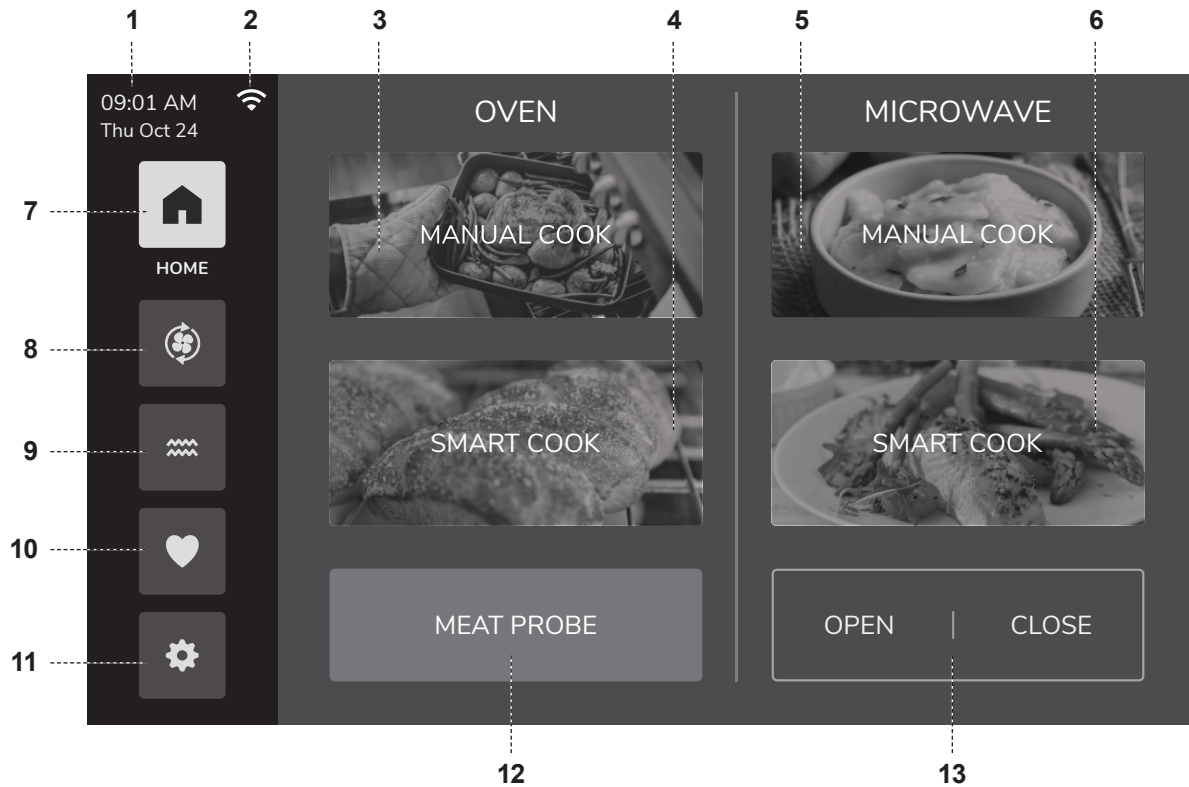 1 2 3 4 5 6
09:01 AM
Thu Oct 24
OVEN MICROWAVE
7
HOME
MANUAL COOK MANUAL COOK
8
9
SMART COOK SMART COOK
10
11
MEAT PROBE OPEN | CLOSE
12 13